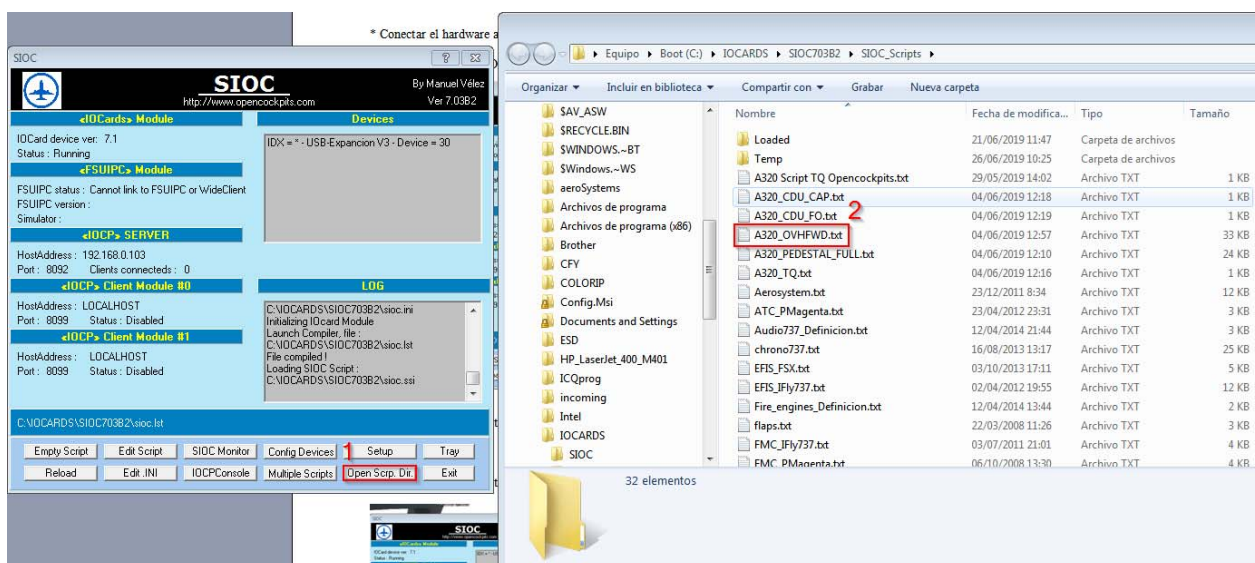 * Conectar el hardware a
SIOC
SIOC
http://www.opencockpits.com
By Manuel Vélez
Ver 7.03B2
<IOCards> Module
IOCard device ver: 7.1
Status : Running
<FSUIPC> Module
FSUIPC status : Cannot link to FSUIPC or WideClient
FSUIPC version :
Simulator :
<IOCP> SERVER
HostAddress : 192.168.0.103
Port : 8092 Clients connecteds : 0
<IOCP> Client Module #0
HostAddress : LOCALHOST
Port : 8099 Status : Disabled
<IOCP> Client Module #1
HostAddress : LOCALHOST
Port : 8099 Status : Disabled
Devices
IDX = * - USB-Expancion V3 - Device = 30
LOG
C:\IOCARDS\SIOC703B2\sioc.ini
Initializing IOcard Module
Launch Compiler, file :
C:\IOCARDS\SIOC703B2\sioc.lst
File compiled !
Loading SIOC Script :
C:\IOCARDS\SIOC703B2\sioc.ssi
C:\IOCARDS\SIOC703B2\sioc.lst
Empty Script Edit Script SIOC Monitor Config Devices 1 Setup Tray
Reload Edit .INI IOCPConsole Multiple Scripts Open Scrp. Dir. Exit
SIOC
Equipo Boot (C:) IOCARDS SIOC703B2 SIOC_Scripts
Organizar Incluir en biblioteca Compartir con Grabar Nueva carpeta
$AV_ASW
$RECYCLE.BIN
$WINDOWS.~BT
$Windows.~WS
aeroSystems
Archivos de programa
Archivos de programa (x86)
Brother
CFY
COLORIP
Config.Msi
Documents and Settings
ESD
HP_LaserJet_400_M401
ICQprog
incoming
Intel
IOCARDS
SIOC
Nombre Fecha de modifica... Tipo Tamaño
Loaded 21/06/2019 11:47 Carpeta de archivos
Temp 26/06/2019 10:25 Carpeta de archivos
A320 Script TQ Opencockpits.txt 29/05/2019 14:02 Archivo TXT 1 KB
A320_CDU_CAP.txt 04/06/2019 12:18 Archivo TXT 1 KB
A320_CDU_FO.txt 2 04/06/2019 12:19 Archivo TXT 1 KB
A320_OVHFWD.txt 04/06/2019 12:57 Archivo TXT 33 KB
A320_PEDESTAL_FULL.txt 04/06/2019 12:10 Archivo TXT 24 KB
A320_TQ.txt 04/06/2019 12:16 Archivo TXT 1 KB
Aerosystem.txt 23/12/2011 8:34 Archivo TXT 12 KB
ATC_PMagenta.txt 23/04/2012 23:31 Archivo TXT 3 KB
Audio737_Definicion.txt 12/04/2014 21:44 Archivo TXT 3 KB
chrono737.txt 16/08/2013 13:17 Archivo TXT 25 KB
EFIS_FSX.txt 03/10/2013 17:11 Archivo TXT 5 KB
EFIS_IFly737.txt 02/04/2012 19:55 Archivo TXT 12 KB
Fire_engines_Definicion.txt 12/04/2014 13:44 Archivo TXT 2 KB
flaps.txt 22/03/2008 11:26 Archivo TXT 3 KB
FMC_IFly737.txt 03/07/2011 21:01 Archivo TXT 4 KB
FMC_PMagenta.txt 06/10/2008 13:30 Archivo TXT 4 KB
32 elementos